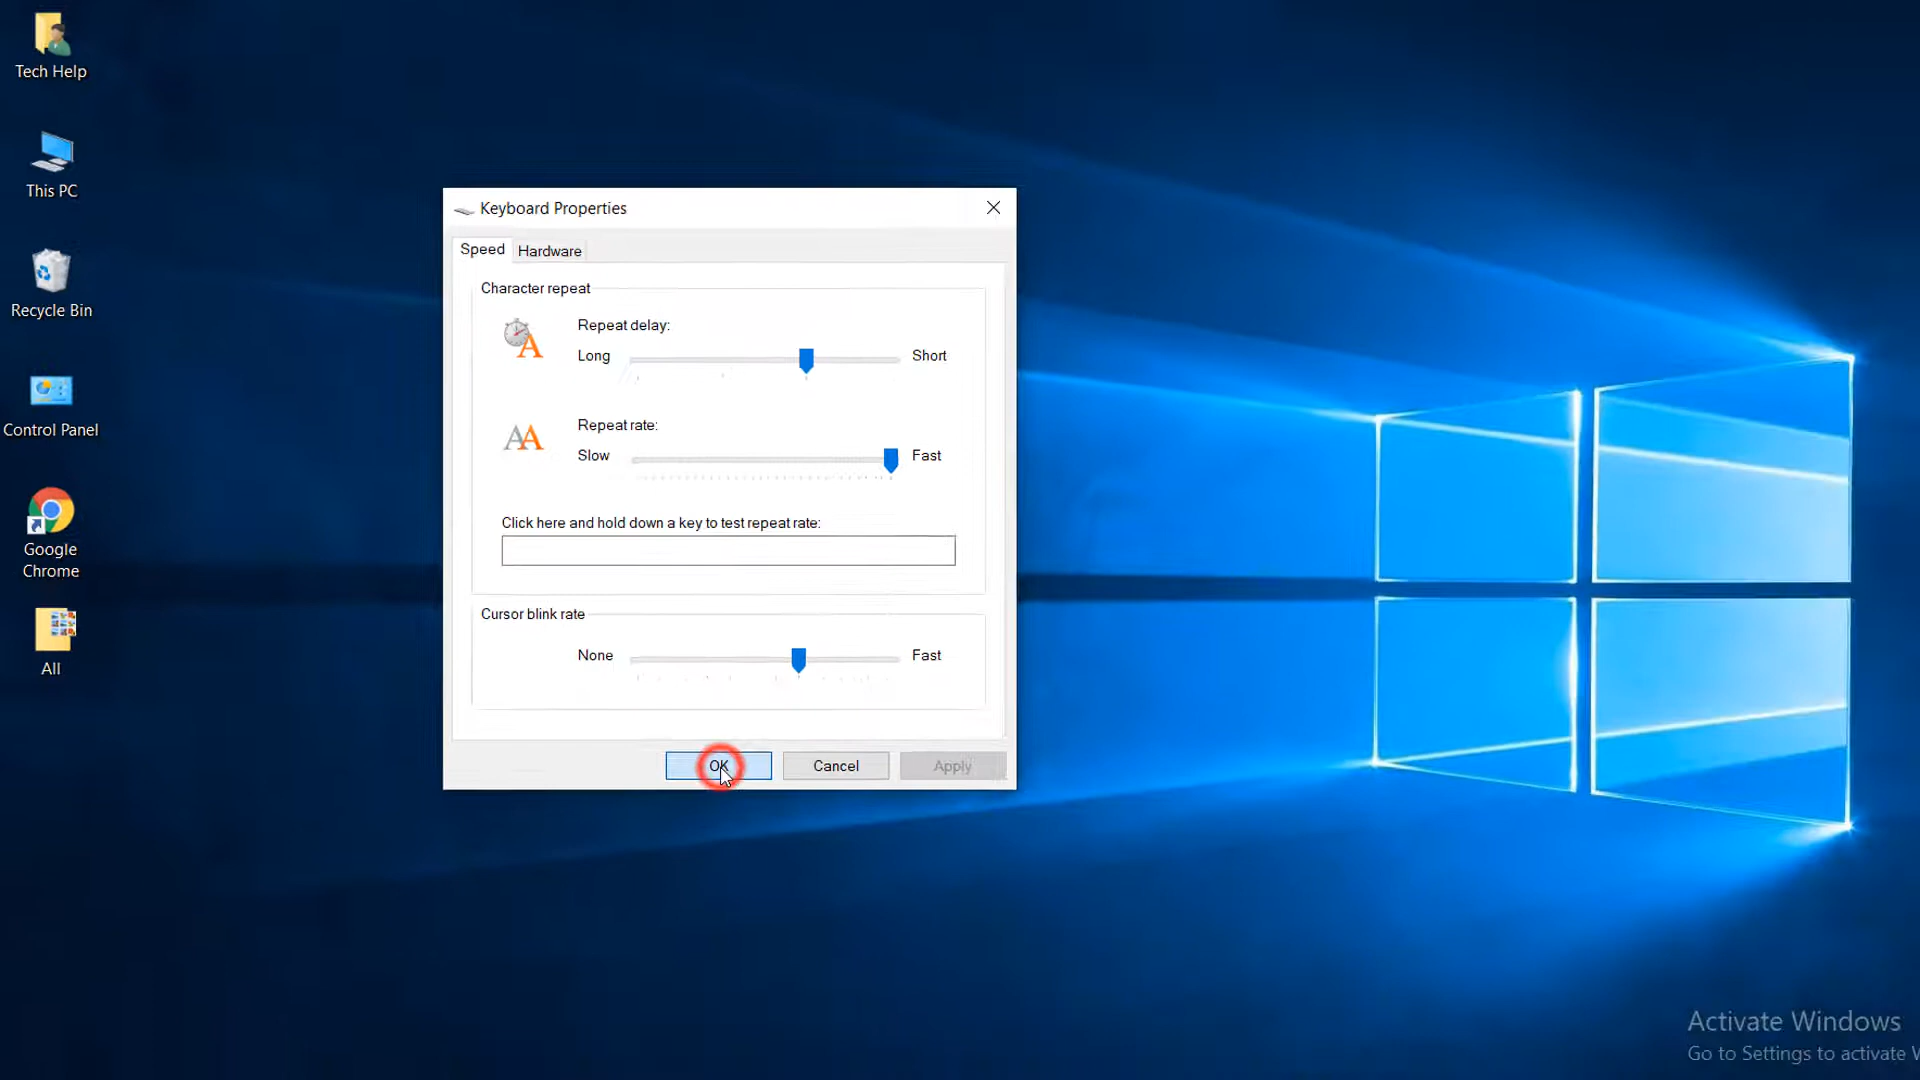 Tech Help
This PC
Recycle Bin
Control Panel
Google
Chrome
All
Keyboard Properties
Speed
Hardware
Character repeat
Repeat delay:
Long
Short
Repeat rate:
Slow
Fast
Click here and hold down a key to test repeat rate:
Cursor blink rate
None
Fast
OK
Cancel
Apply
Activate Windows
Go to Settings to activate W